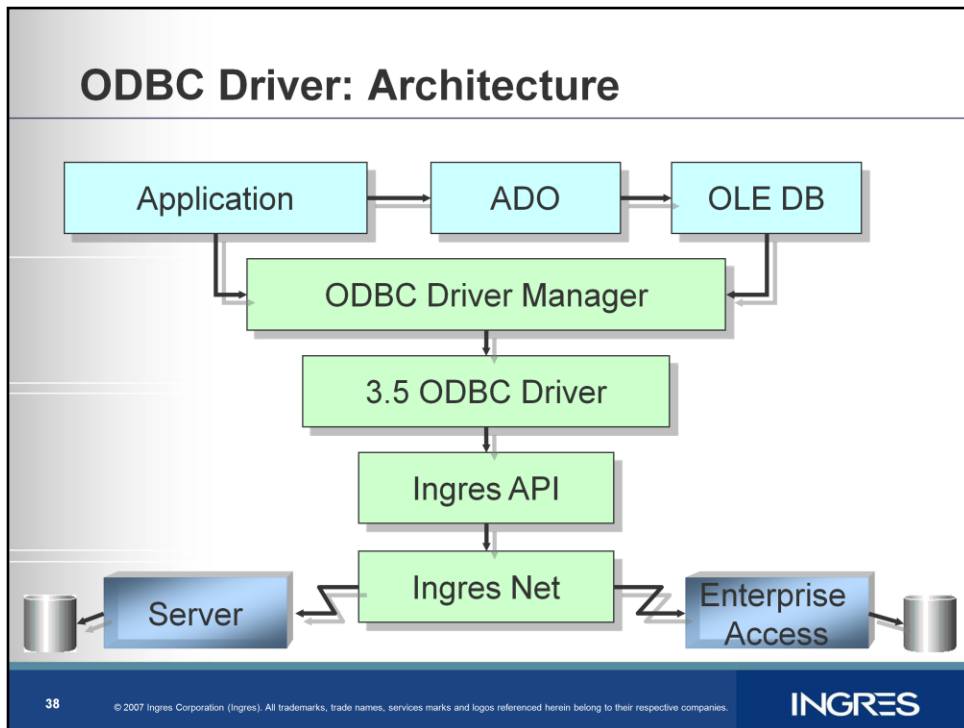 ODBC Driver: Architecture
Application
ADO
OLE DB
ODBC Driver Manager
3.5 ODBC Driver
Ingres API
Ingres Net
Server
Enterprise
Access
38
© 2007 Ingres Corporation (Ingres). All trademarks, trade names, services marks and logos referenced herein belong to their respective companies.
INGRES